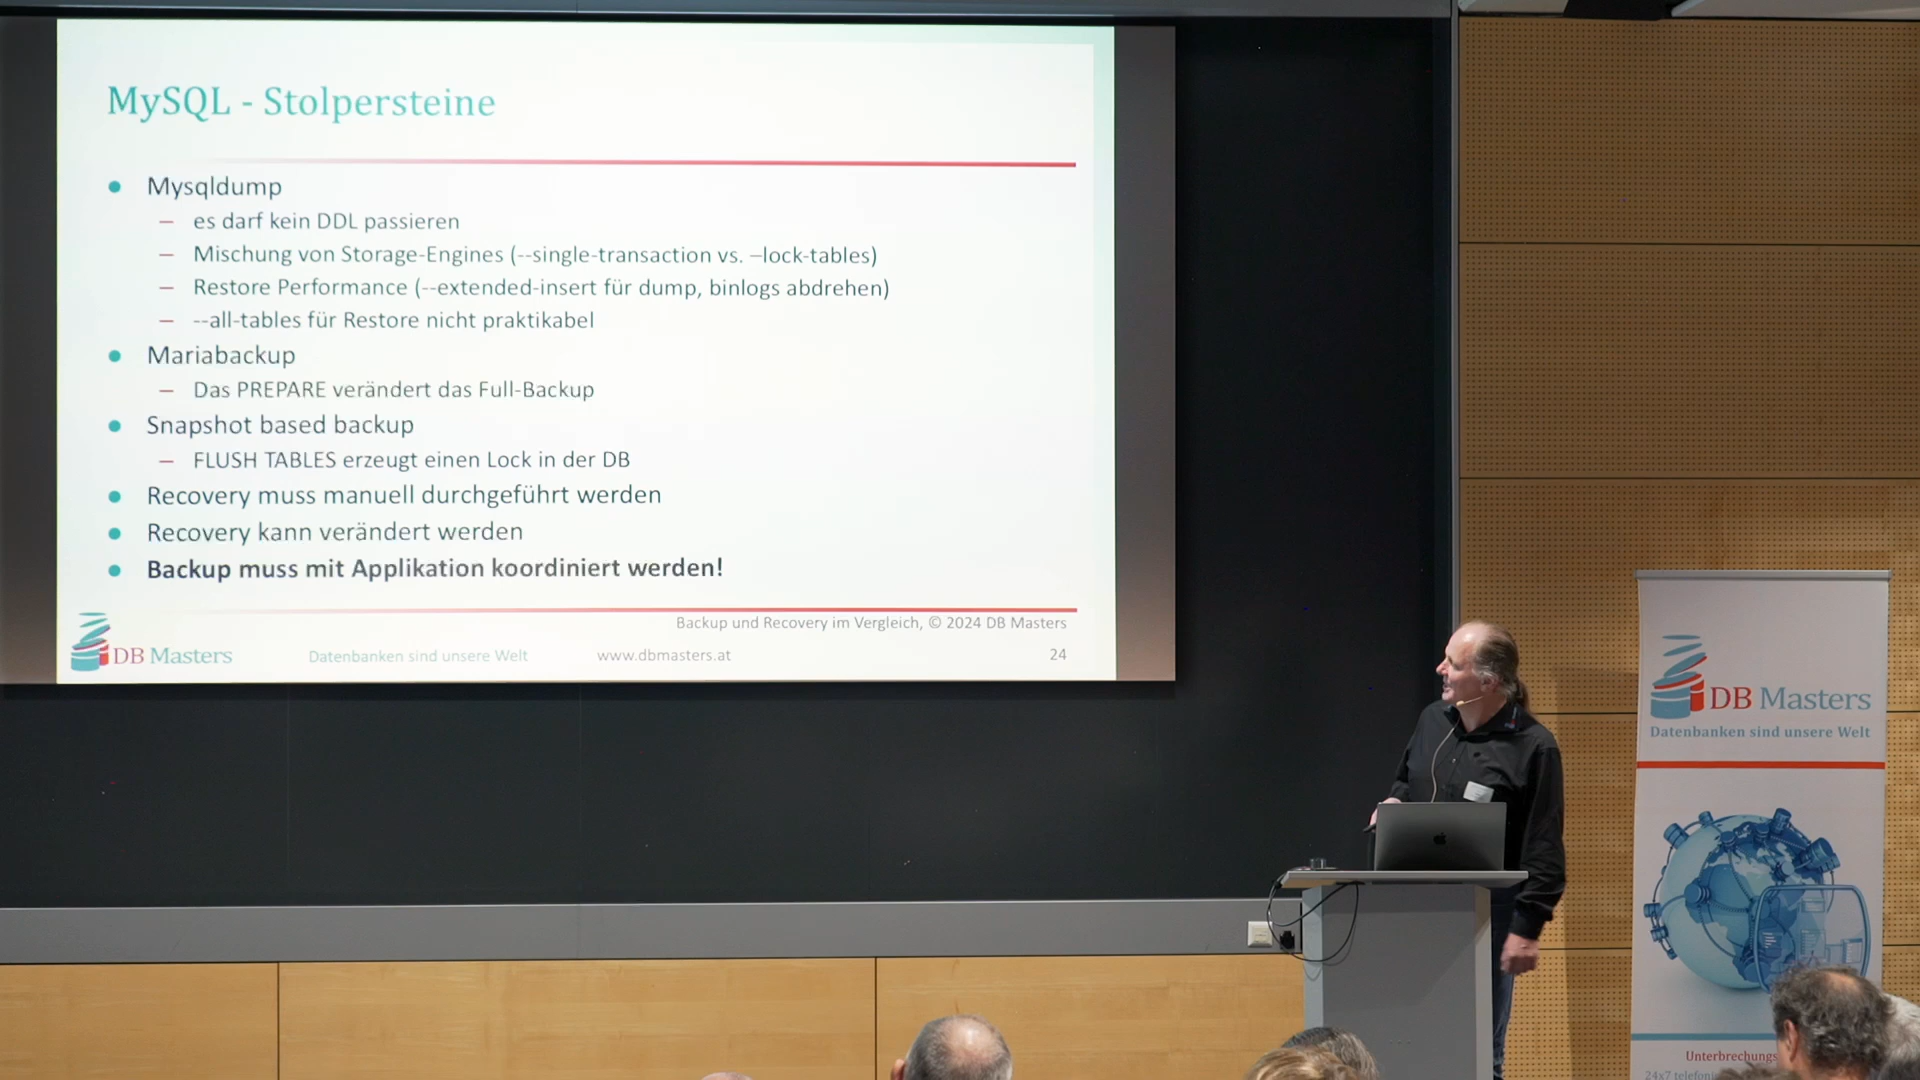 MySQL - Stolpersteine
Mysqldump
– es darf kein DDL passieren
– Mischung von Storage-Engines (--single-transaction vs. –lock-tables)
– Restore Performance (--extended-insert für dump, binlogs abdrehen)
– --all-tables für Restore nicht praktikabel
Mariabackup
– Das PREPARE verändert das Full-Backup
Snapshot based backup
– FLUSH TABLES erzeugt einen Lock in der DB
Recovery muss manuell durchgeführt werden
Recovery kann verändert werden
Backup muss mit Applikation koordiniert werden!
Backup und Recovery im Vergleich, © 2024 DB Masters
DB Masters Datenbanken sind unsere Welt www.dbmasters.at 24
DB Masters
Datenbanken sind unsere Welt
Unterbrechungs
24x7